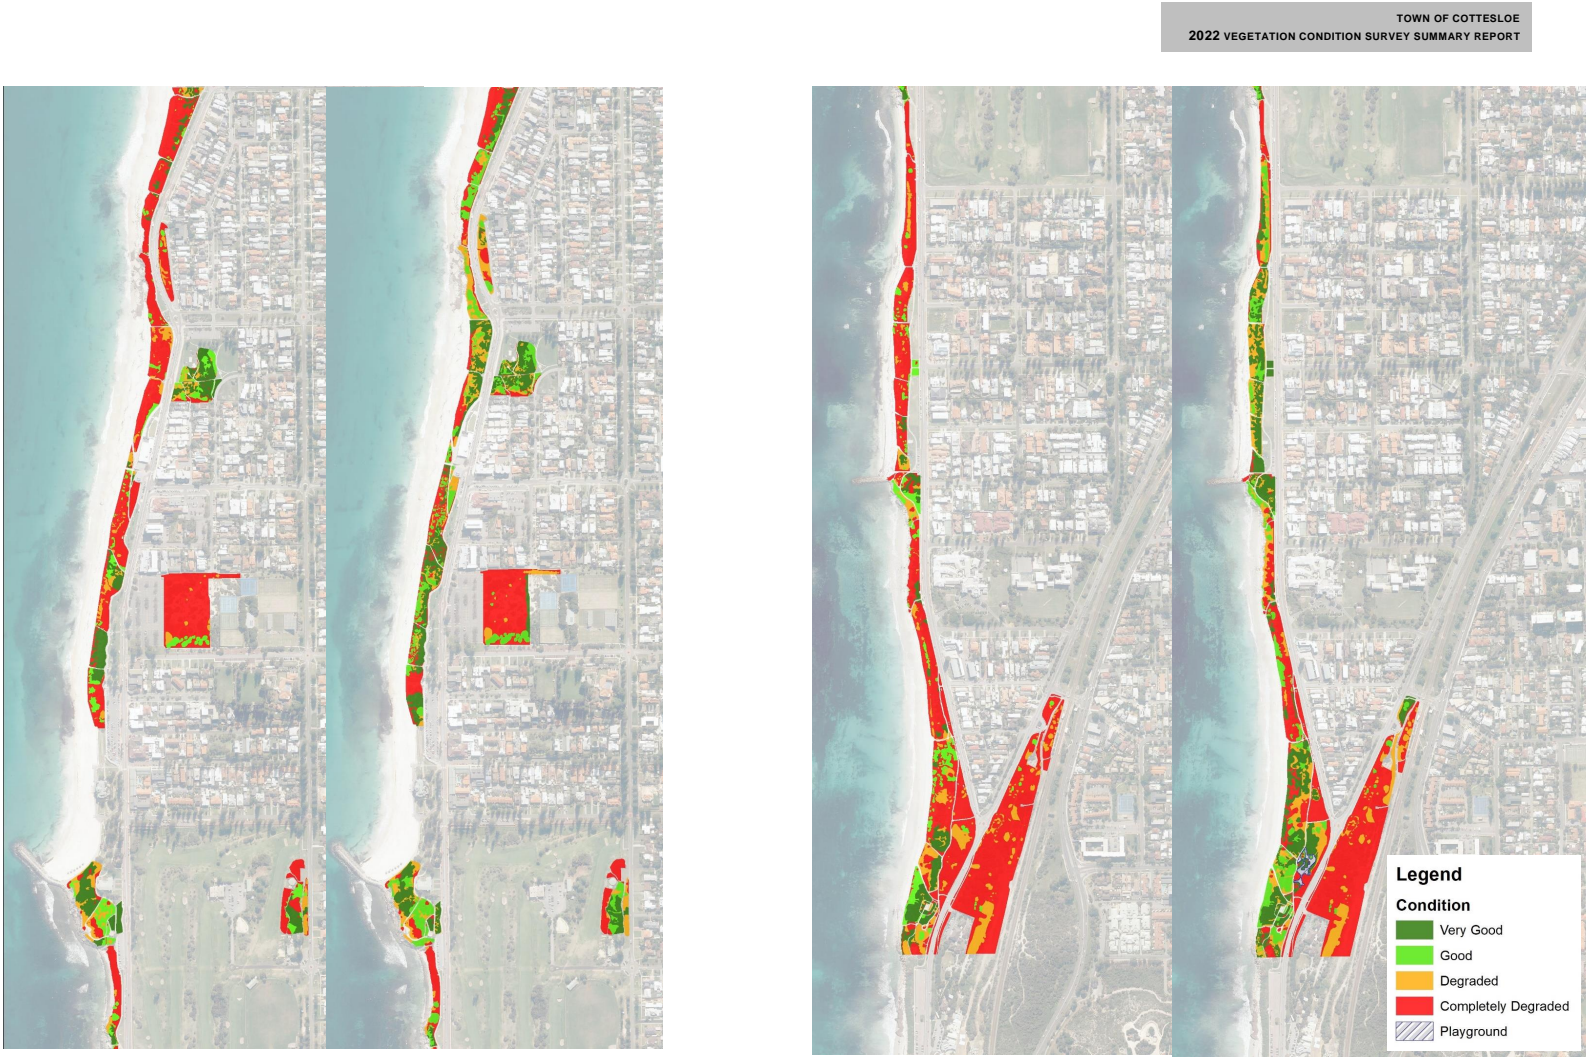 TOWN OF COTTESLOE
2022 VEGETATION CONDITION SURVEY SUMMARY REPORT
Legend
Condition
Very Good
Good
Degraded
Completely Degraded
Playground